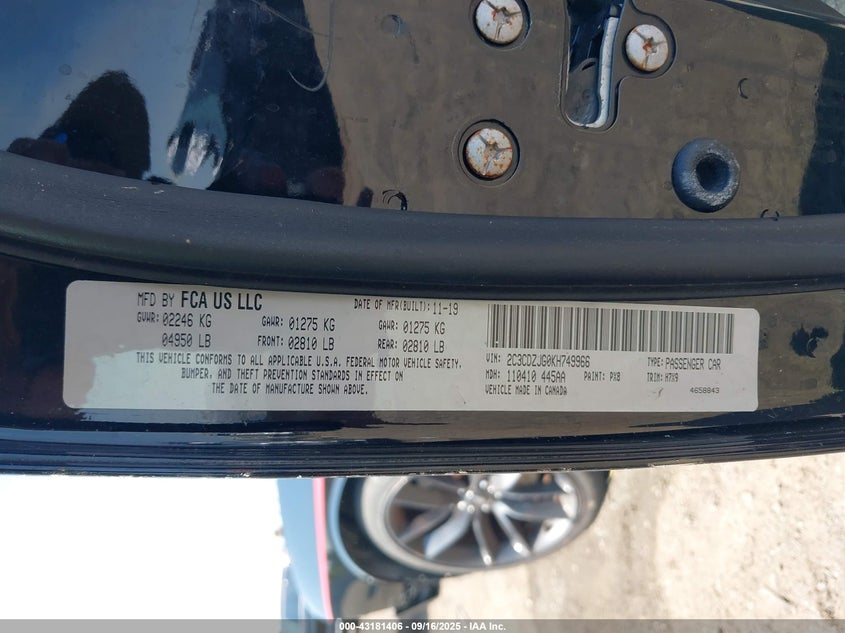 MFD BY FCA US LLC DATE OF MFR(BUILT): 11-19
GVWR: 02246 KG GAWR: 01275 KG 01275 KG
04950 LB FRONT: 02810 LB REAR: 02810 LB
THIS VEHICLE CONFORMS TO ALL APPLICABLE U.S.A. FEDERAL MOTOR VEHICLE SAFETY,
BUMPER, AND THEFT PREVENTION STANDARDS IN EFFECT ON
THE DATE OF MANUFACTURE SHOWN ABOVE.
VIN: 2C3CDZJG0KH749966 TYPE: PASSENGER CAR
MDH: 110410 445AA PAINT: PX8 TRIM: H7X9
VEHICLE MADE IN CANADA 4658843
000-43181406 - 09/16/2025 - IAA Inc.